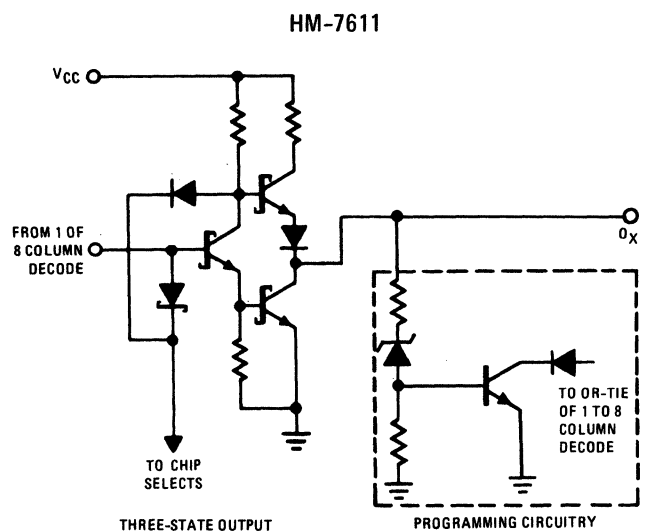 HM-7611
VCC
FROM 1 OF
8 COLUMN
DECODE
OX
TO OR-TIE
OF 1 TO 8
COLUMN
DECODE
TO CHIP
SELECTS
THREE-STATE OUTPUT
PROGRAMMING CIRCUITRY